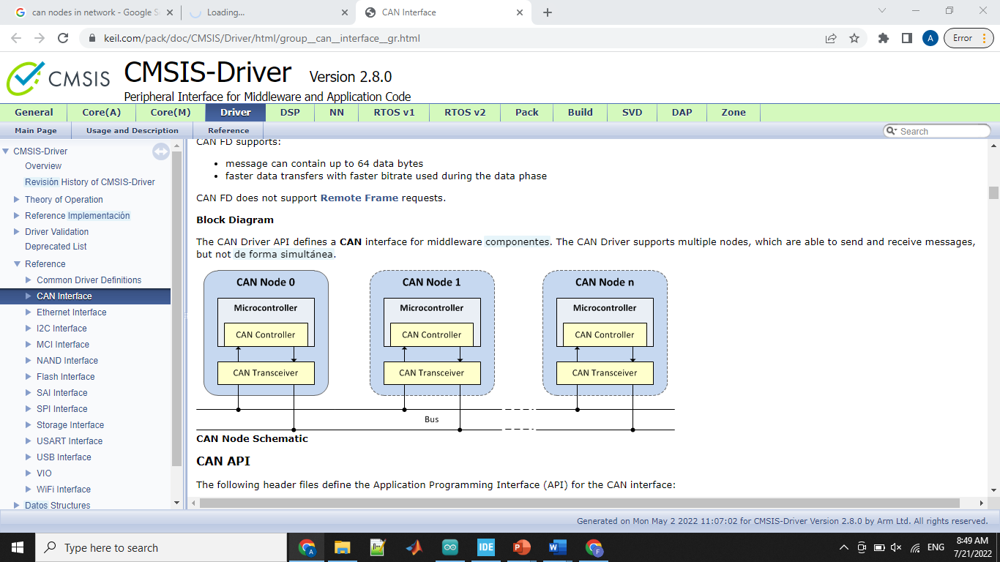 can nodes in network - Google S
Loading...
CAN Interface
keil.com/pack/doc/CMSIS/Driver/html/group__can__interface__gr.html
A
Error
CMSIS
CMSIS-Driver Version 2.8.0
Peripheral Interface for Middleware and Application Code
General Core(A) Core(M) Driver DSP NN RTOS v1 RTOS v2 Pack Build SVD DAP Zone
Main Page Usage and Description Reference
Search
CMSIS-Driver
Overview
Revisión History of CMSIS-Driver
Theory of Operation
Reference Implementación
Driver Validation
Deprecated List
Reference
Common Driver Definitions
CAN Interface
Ethernet Interface
I2C Interface
MCI Interface
NAND Interface
Flash Interface
SAI Interface
SPI Interface
Storage Interface
USART Interface
USB Interface
VIO
WiFi Interface
Datos Structures
CAN FD supports:
• message can contain up to 64 data bytes
• faster data transfers with faster bitrate used during the data phase
CAN FD does not support Remote Frame requests.
Block Diagram
The CAN Driver API defines a CAN interface for middleware componentes. The CAN Driver supports multiple nodes, which are able to send and receive messages,
but not de forma simultánea.
CAN Node 0 CAN Node 1 CAN Node n
Microcontroller Microcontroller Microcontroller
CAN Controller CAN Controller CAN Controller
CAN Transceiver CAN Transceiver CAN Transceiver
Bus
CAN Node Schematic
CAN API
The following header files define the Application Programming Interface (API) for the CAN interface:
Generated on Mon May 2 2022 11:07:02 for CMSIS-Driver Version 2.8.0 by Arm Ltd. All rights reserved.
Type here to search
A
IDE
P
W
F
ENG
8:49 AM
7/21/2022